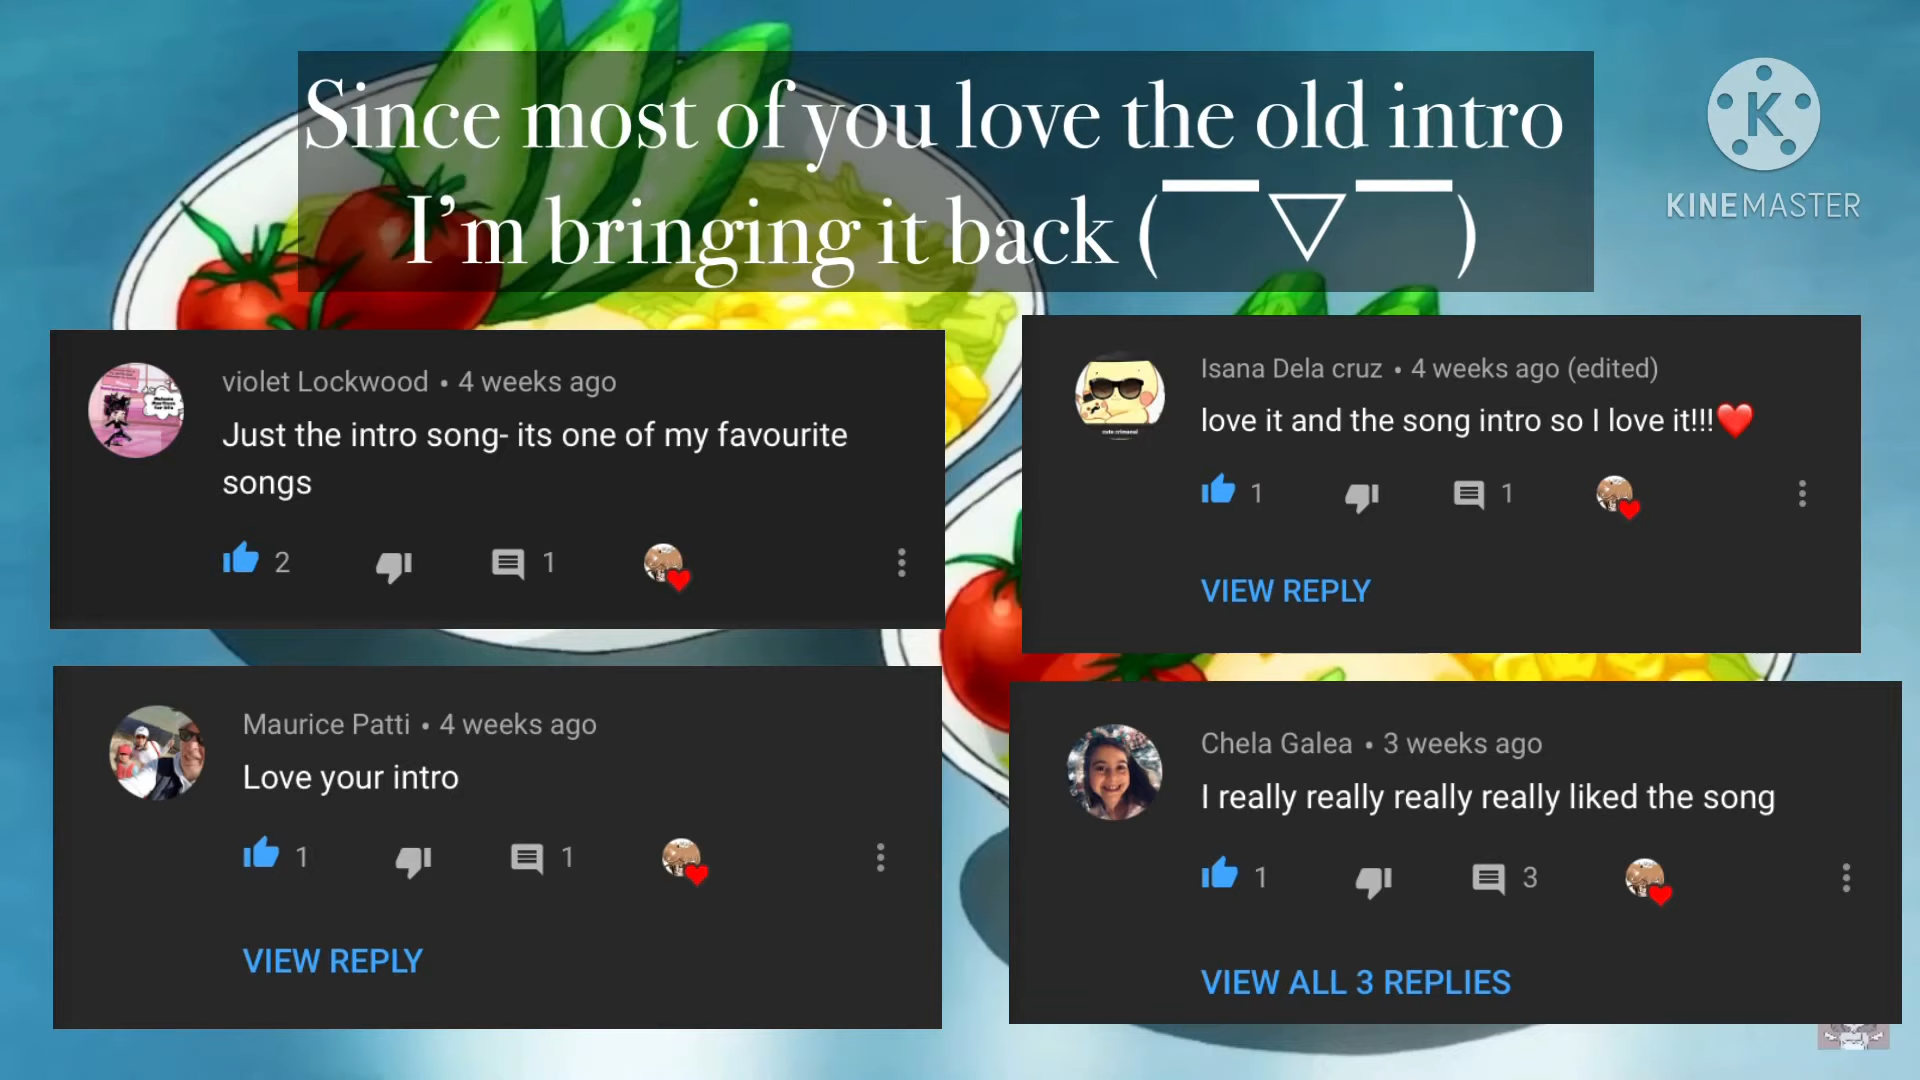 Since most of you love the old intro
I'm bringing it back (￣▽￣)
KINEMASTER
violet Lockwood • 4 weeks ago
Just the intro song- its one of my favourite
songs
2
1
Isana Dela cruz • 4 weeks ago (edited)
love it and the song intro so I love it!!!❤️
1
1
VIEW REPLY
Maurice Patti • 4 weeks ago
Love your intro
1
1
VIEW REPLY
Chela Galea • 3 weeks ago
I really really really really liked the song
1
3
VIEW ALL 3 REPLIES